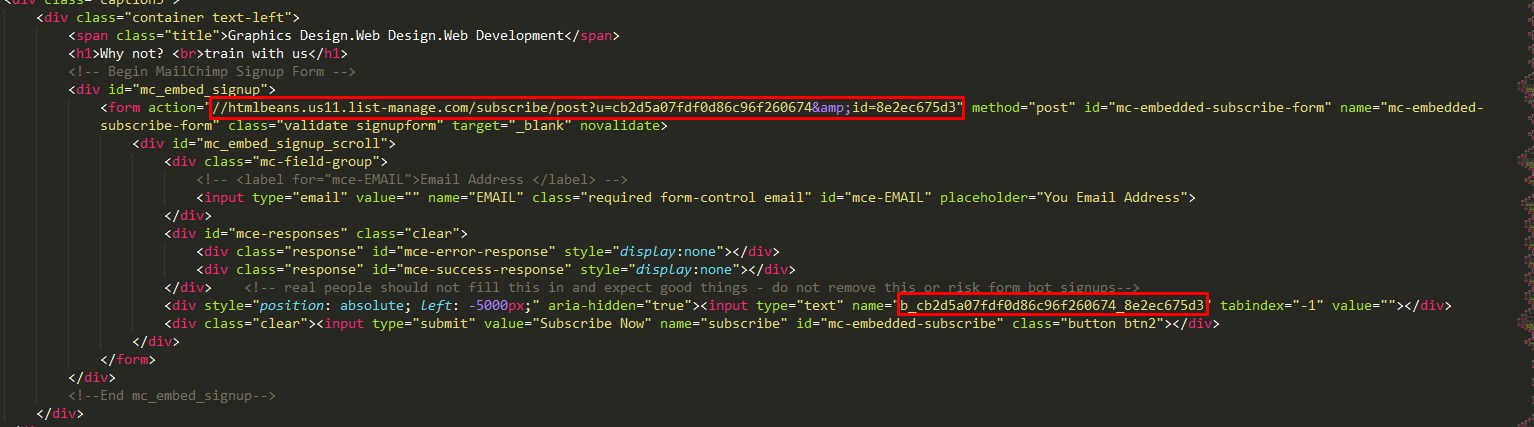 <div class="caption5">
<div class="container text-left">
<span class="title">Graphics Design.Web Design.Web Development</span>
<h1>Why not? <br>train with us</h1>
<!-- Begin MailChimp Signup Form -->
<div id="mc_embed_signup">
<form action="//htmlbeans.us11.list-manage.com/subscribe/post?u=cb2d5a07fdf0d86c96f260674&amp;id=8e2ec675d3" method="post" id="mc-embedded-subscribe-form" name="mc-embedded-
subscribe-form" class="validate signupform" target="_blank" novalidate>
<div id="mc_embed_signup_scroll">
<div class="mc-field-group">
<!-- <label for="mce-EMAIL">Email Address </label> -->
<input type="email" value="" name="EMAIL" class="required form-control email" id="mce-EMAIL" placeholder="You Email Address">
</div>
<div id="mce-responses" class="clear">
<div class="response" id="mce-error-response" style="display:none"></div>
<div class="response" id="mce-success-response" style="display:none"></div>
</div>    <!-- real people should not fill this in and expect good things - do not remove this or risk form bot signups-->
<div style="position: absolute; left: -5000px;" aria-hidden="true"><input type="text" name="b_cb2d5a07fdf0d86c96f260674_8e2ec675d3" tabindex="-1" value=""></div>
<div class="clear"><input type="submit" value="Subscribe Now" name="subscribe" id="mc-embedded-subscribe" class="button btn2"></div>
</div>
</form>
</div>
<!--End mc_embed_signup-->
</div>